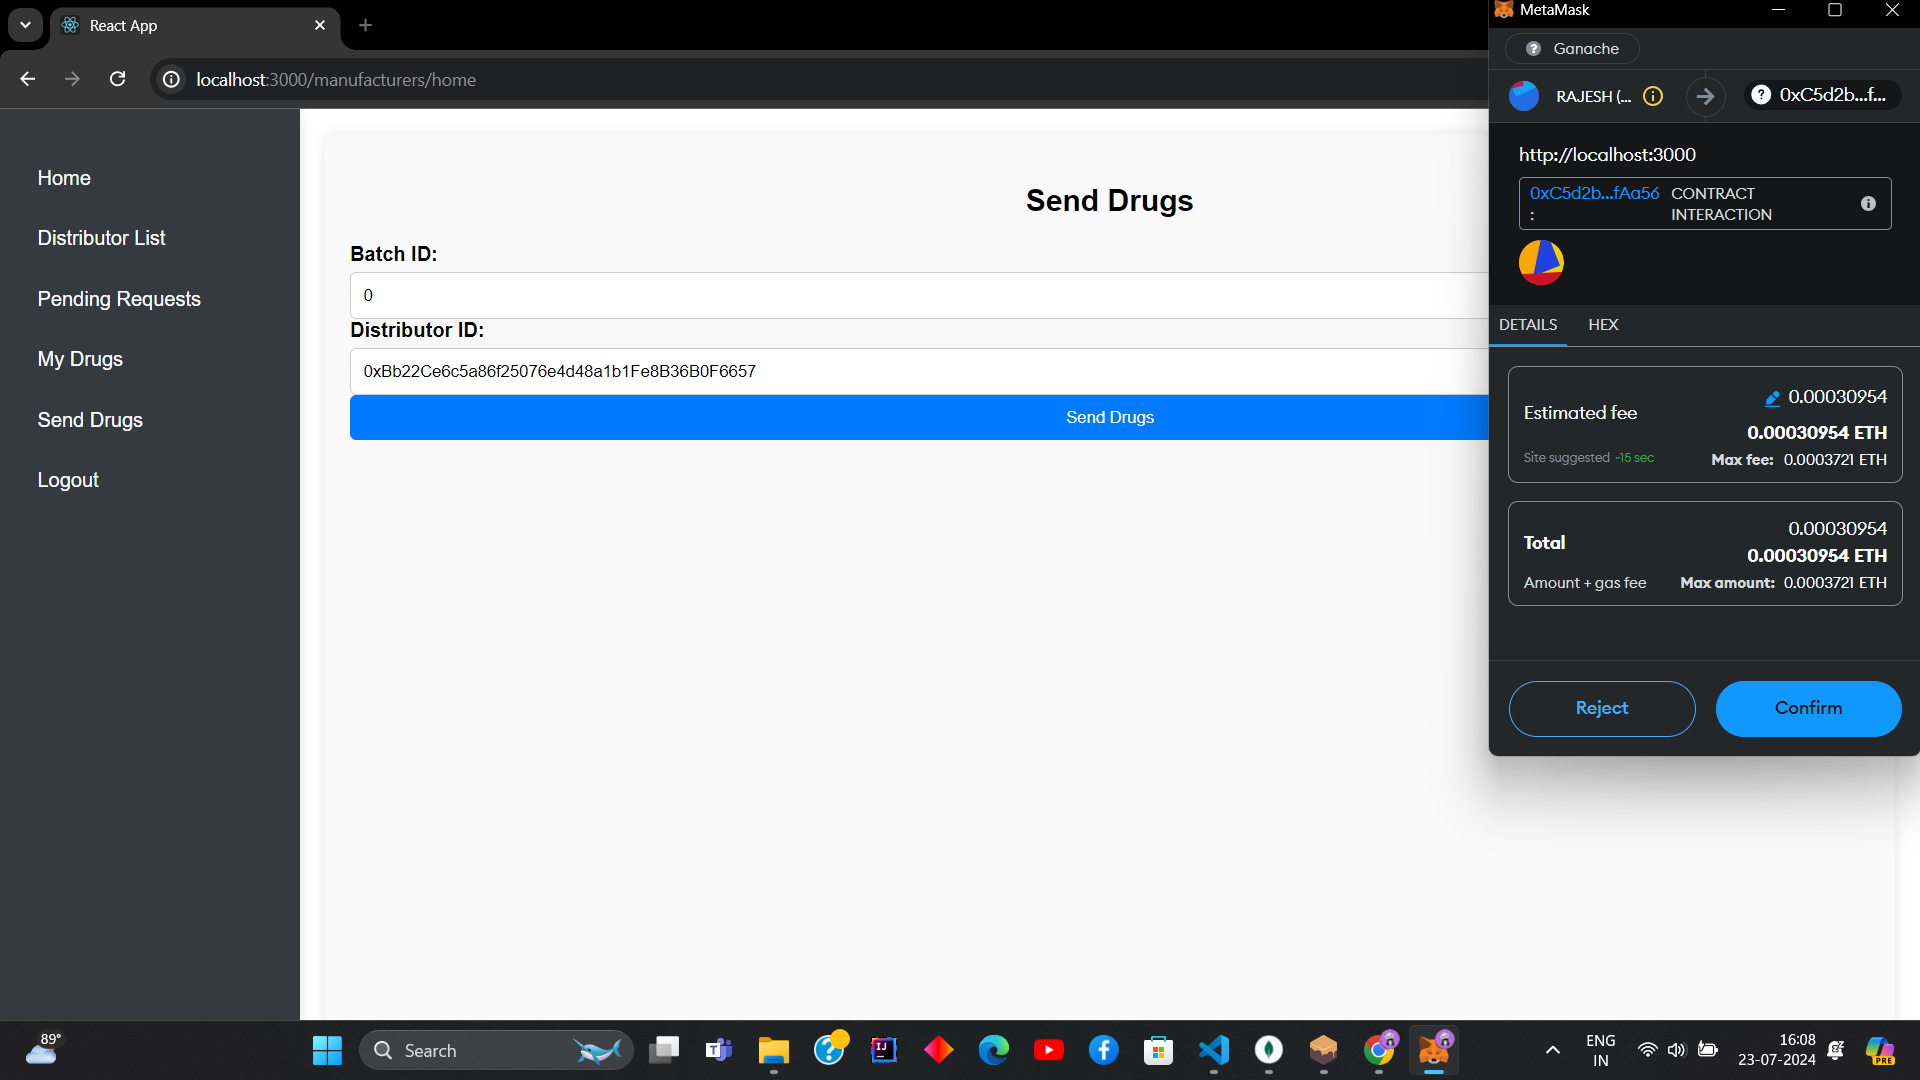 React App
localhost:3000/manufacturers/home
Home
Distributor List
Pending Requests
My Drugs
Send Drugs
Logout
Send Drugs
Batch ID:
0
Distributor ID:
0xBb22Ce6c5a86f25076e4d48a1b1Fe8B36B0F6657
Send Drugs
MetaMask
Ganache
RAJESH (...
0xC5d2b...f...
http://localhost:3000
0xC5d2b...fAa56 CONTRACT
: INTERACTION
DETAILS HEX
0.00030954
Estimated fee
0.00030954 ETH
Site suggested ~15 sec Max fee: 0.0003721 ETH
0.00030954
Total
0.00030954 ETH
Amount + gas fee Max amount: 0.0003721 ETH
Reject Confirm
89°
Search
ENG
IN
16:08
23-07-2024
PRE